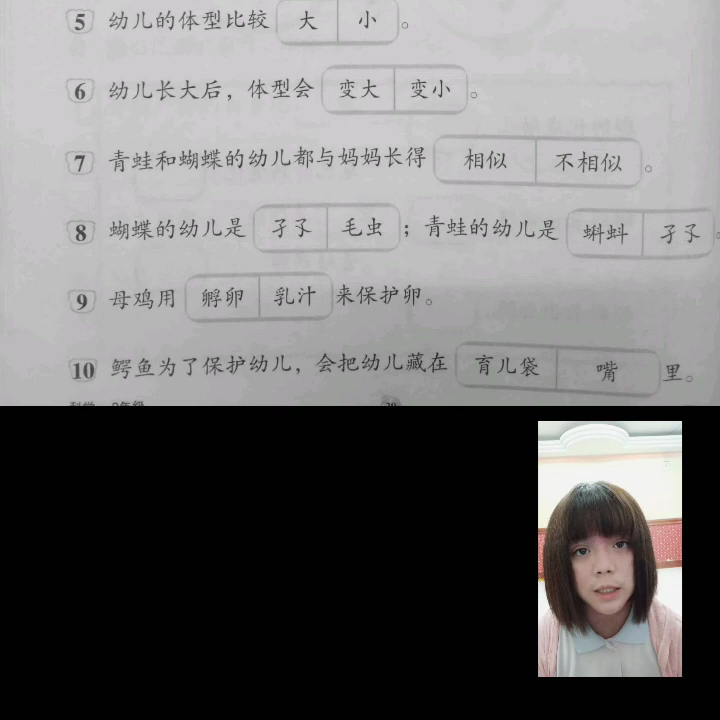 5 幼儿的体型比较 大 小 。
6 幼儿长大后，体型会 变大 变小 。
7 青蛙和蝴蝶的幼儿都与妈妈长得 相似 不相似 。
8 蝴蝶的幼儿是 孑孓 毛虫 ；青蛙的幼儿是 蝌蚪 孑孓 。
9 母鸡用 孵卵 乳汁 来保护卵。
10 鳄鱼为了保护幼儿，会把幼儿藏在 育儿袋 嘴 里。